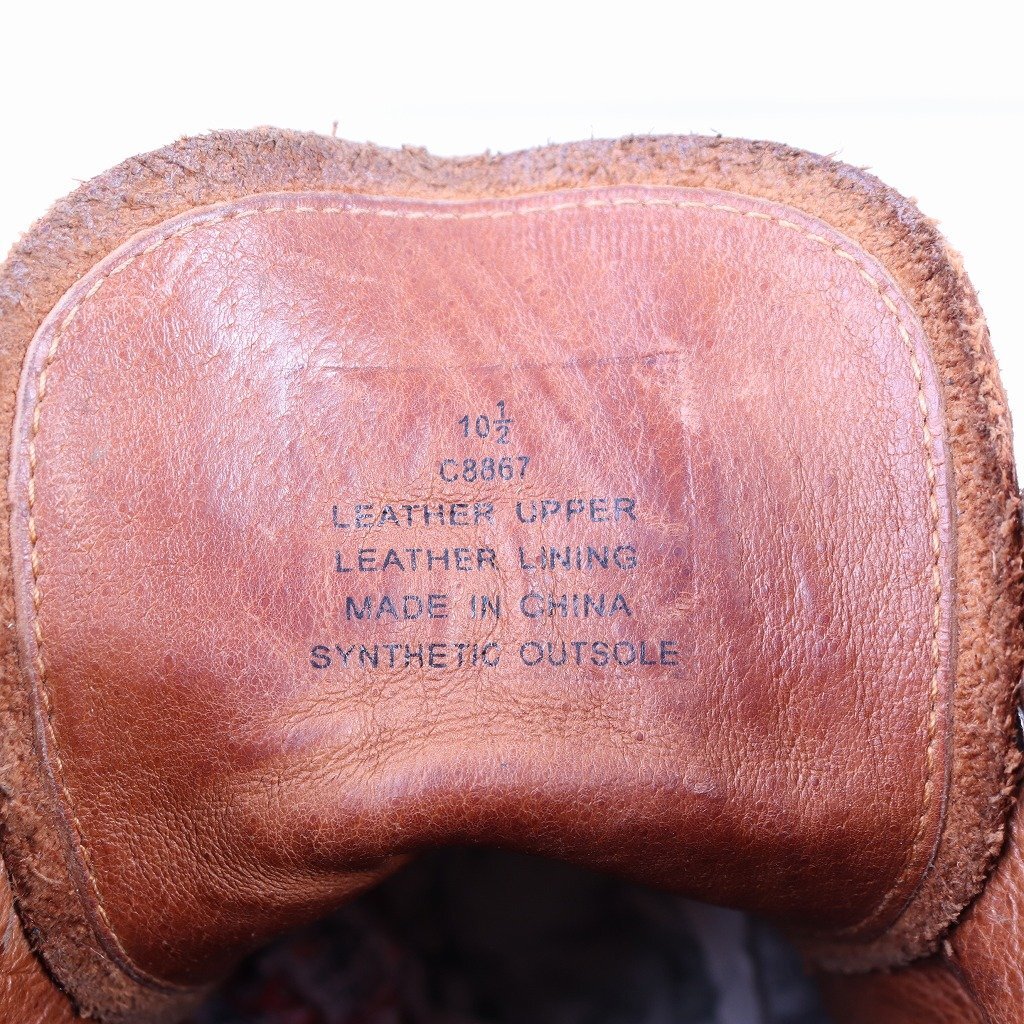 10½
C8867
LEATHER UPPER
LEATHER LINING
MADE IN CHINA
SYNTHETIC OUTSOLE